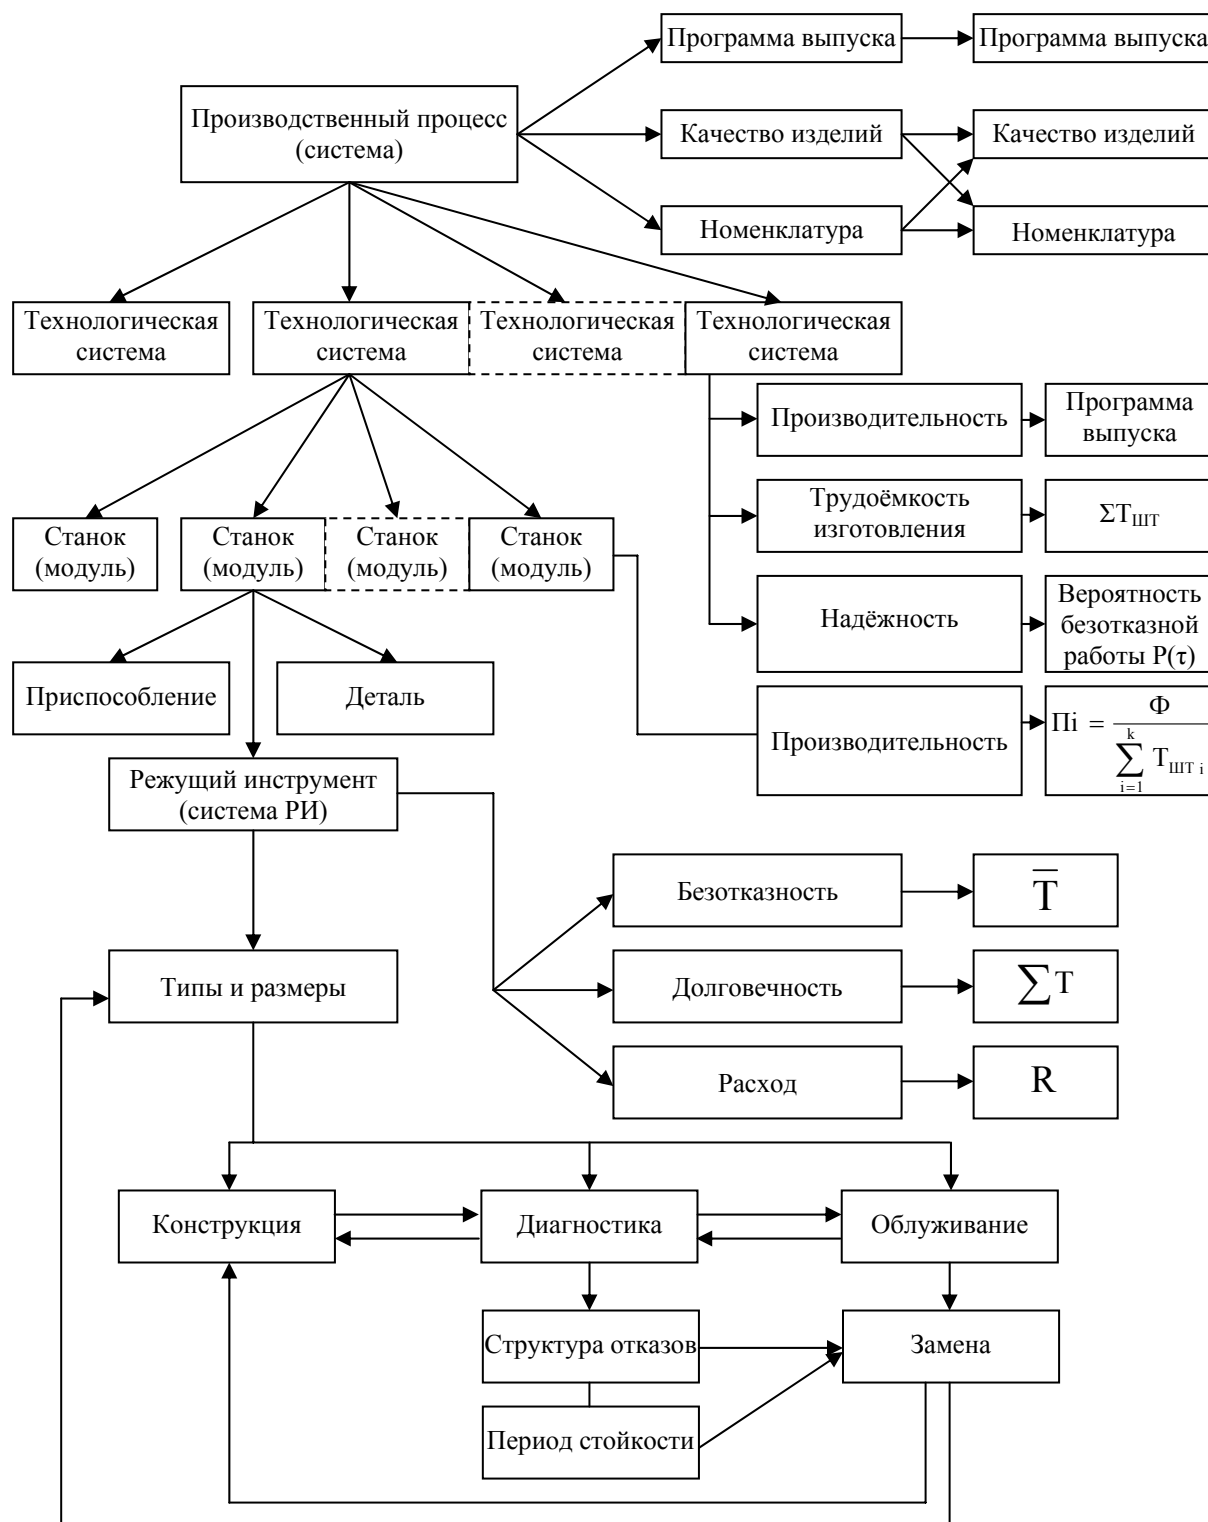 Программа выпуска
Программа выпуска
Производственный процесс
(система)
Качество изделий
Качество изделий
Номенклатура
Номенклатура
Технологическая
система
Технологическая
система
Технологическая
система
Технологическая
система
Производительность
Программа
выпуска
Трудоёмкость
изготовления
ΣТШТ
Станок
(модуль)
Станок
(модуль)
Станок
(модуль)
Станок
(модуль)
Надёжность
Вероятность
безотказной
работы P(τ)
Приспособление
Деталь
Производительность
Пi = Ф / ∑ k i=1 ТШТ i
Режущий инструмент
(система РИ)
Безотказность
T̅
Типы и размеры
Долговечность
∑T
Расход
R
Конструкция
Диагностика
Облуживание
Структура отказов
Замена
Период стойкости